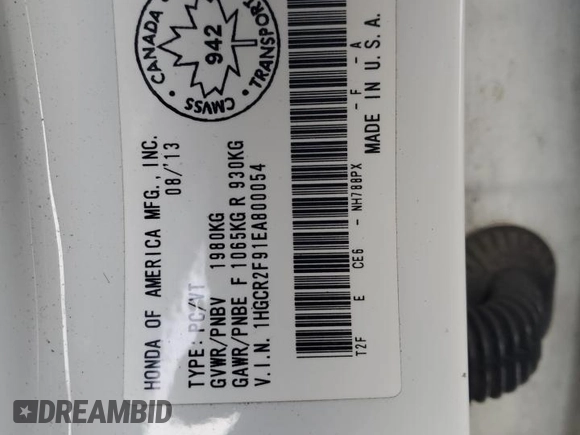 CANADA
TRANSPORT
CMVSS
942
HONDA OF AMERICA MFG., INC.
08/'13
TYPE: PC/VT
GVWR/PNBV 1980KG
GAWR/PNBE F 1065KG R 930KG
V.I.N. 1HGCR2F91EA800054
T2F E CE6 - NH788PX - F - A
MADE IN U.S.A.
DREAMBID